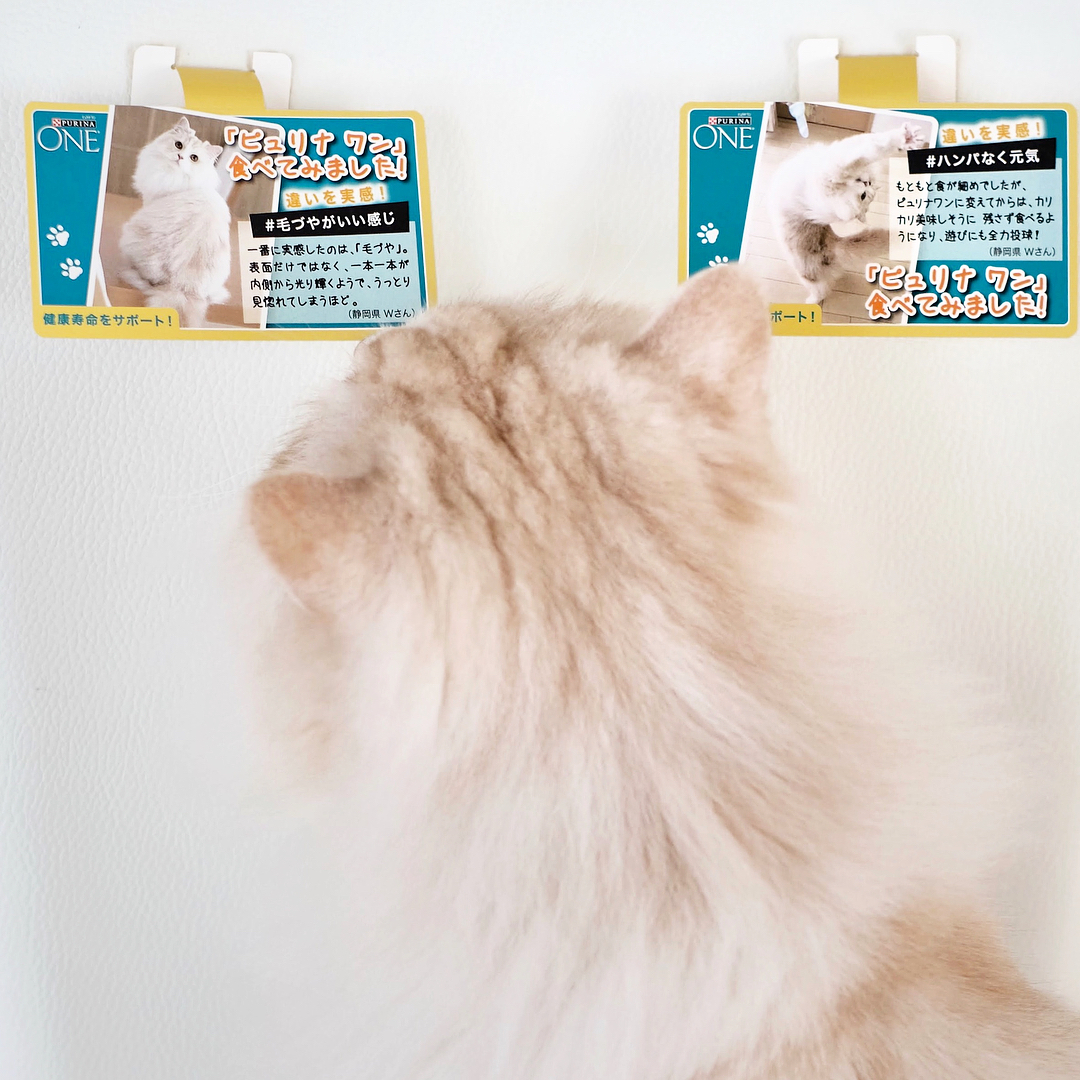 PURINA
ONE
「ピュリナ ワン」
食べてみました!
違いを実感!
#毛づやがいい感じ
一番に実感したのは、「毛づや」。
表面だけではなく、一本一本が
内側から光り輝くようで、うっとり
見惚れてしまうほど。
(静岡県 Wさん)
健康寿命をサポート!
PURINA
ONE
違いを実感!
#ハンパなく元気
もともと食が細めでしたが、
ピュリナワンに変えてからは、カリ
カリ美味しそうに 残さず食べるよ
うになり、遊びにも全力投球!
(静岡県 Wさん)
「ピュリナ ワン」
食べてみました!
ポート!